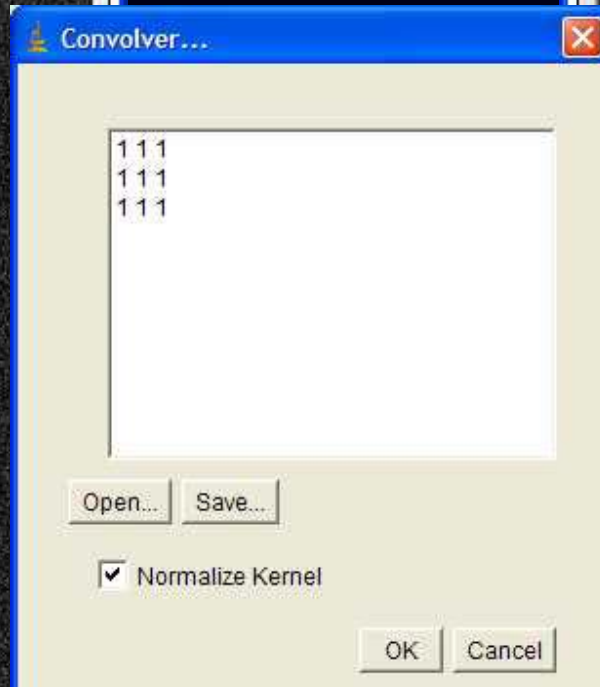 Convolver...
1 1 1
1 1 1
1 1 1
Open... Save...
Normalize Kernel
OK Cancel